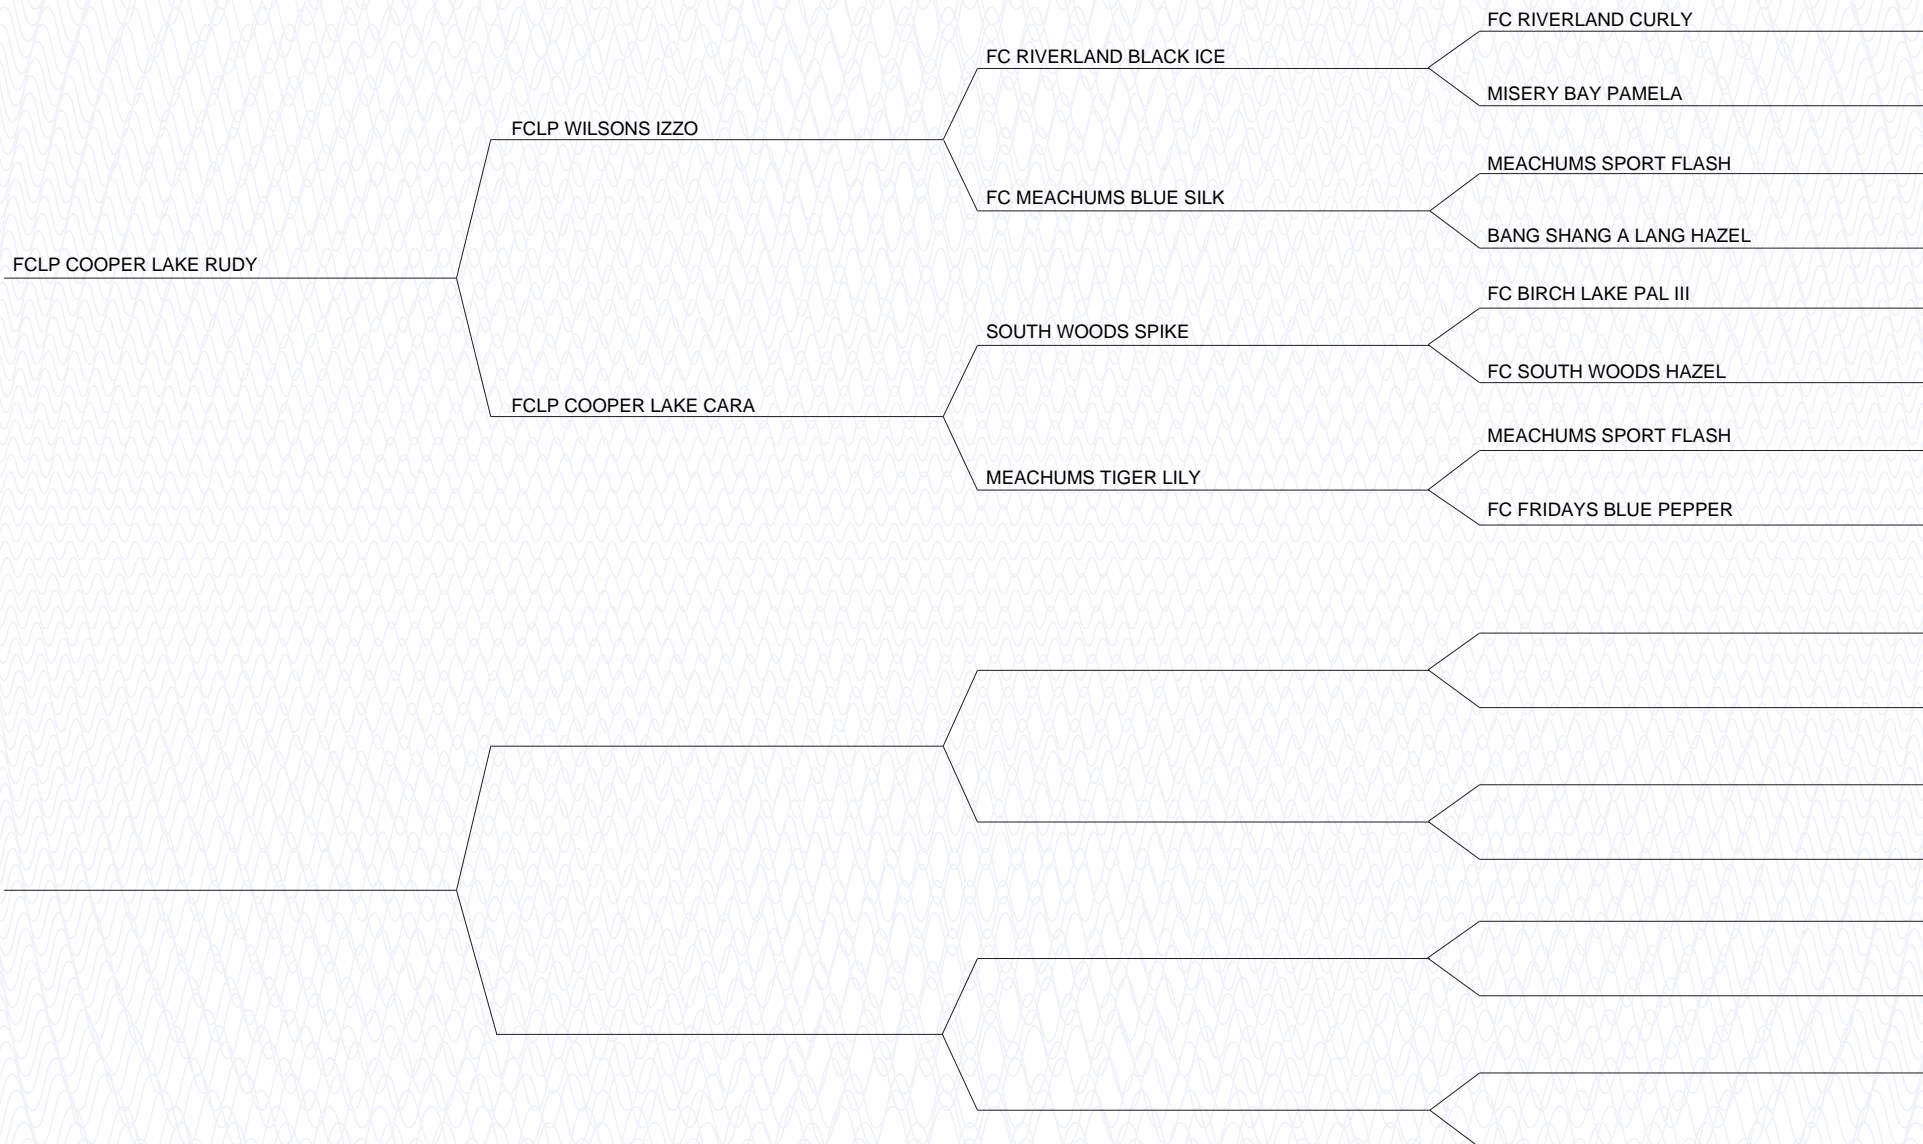 FC RIVERLAND CURLY
FC RIVERLAND BLACK ICE
MISERY BAY PAMELA
FCLP WILSONS IZZO
MEACHUMS SPORT FLASH
FC MEACHUMS BLUE SILK
BANG SHANG A LANG HAZEL
FCLP COOPER LAKE RUDY
FC BIRCH LAKE PAL III
SOUTH WOODS SPIKE
FC SOUTH WOODS HAZEL
FCLP COOPER LAKE CARA
MEACHUMS SPORT FLASH
MEACHUMS TIGER LILY
FC FRIDAYS BLUE PEPPER